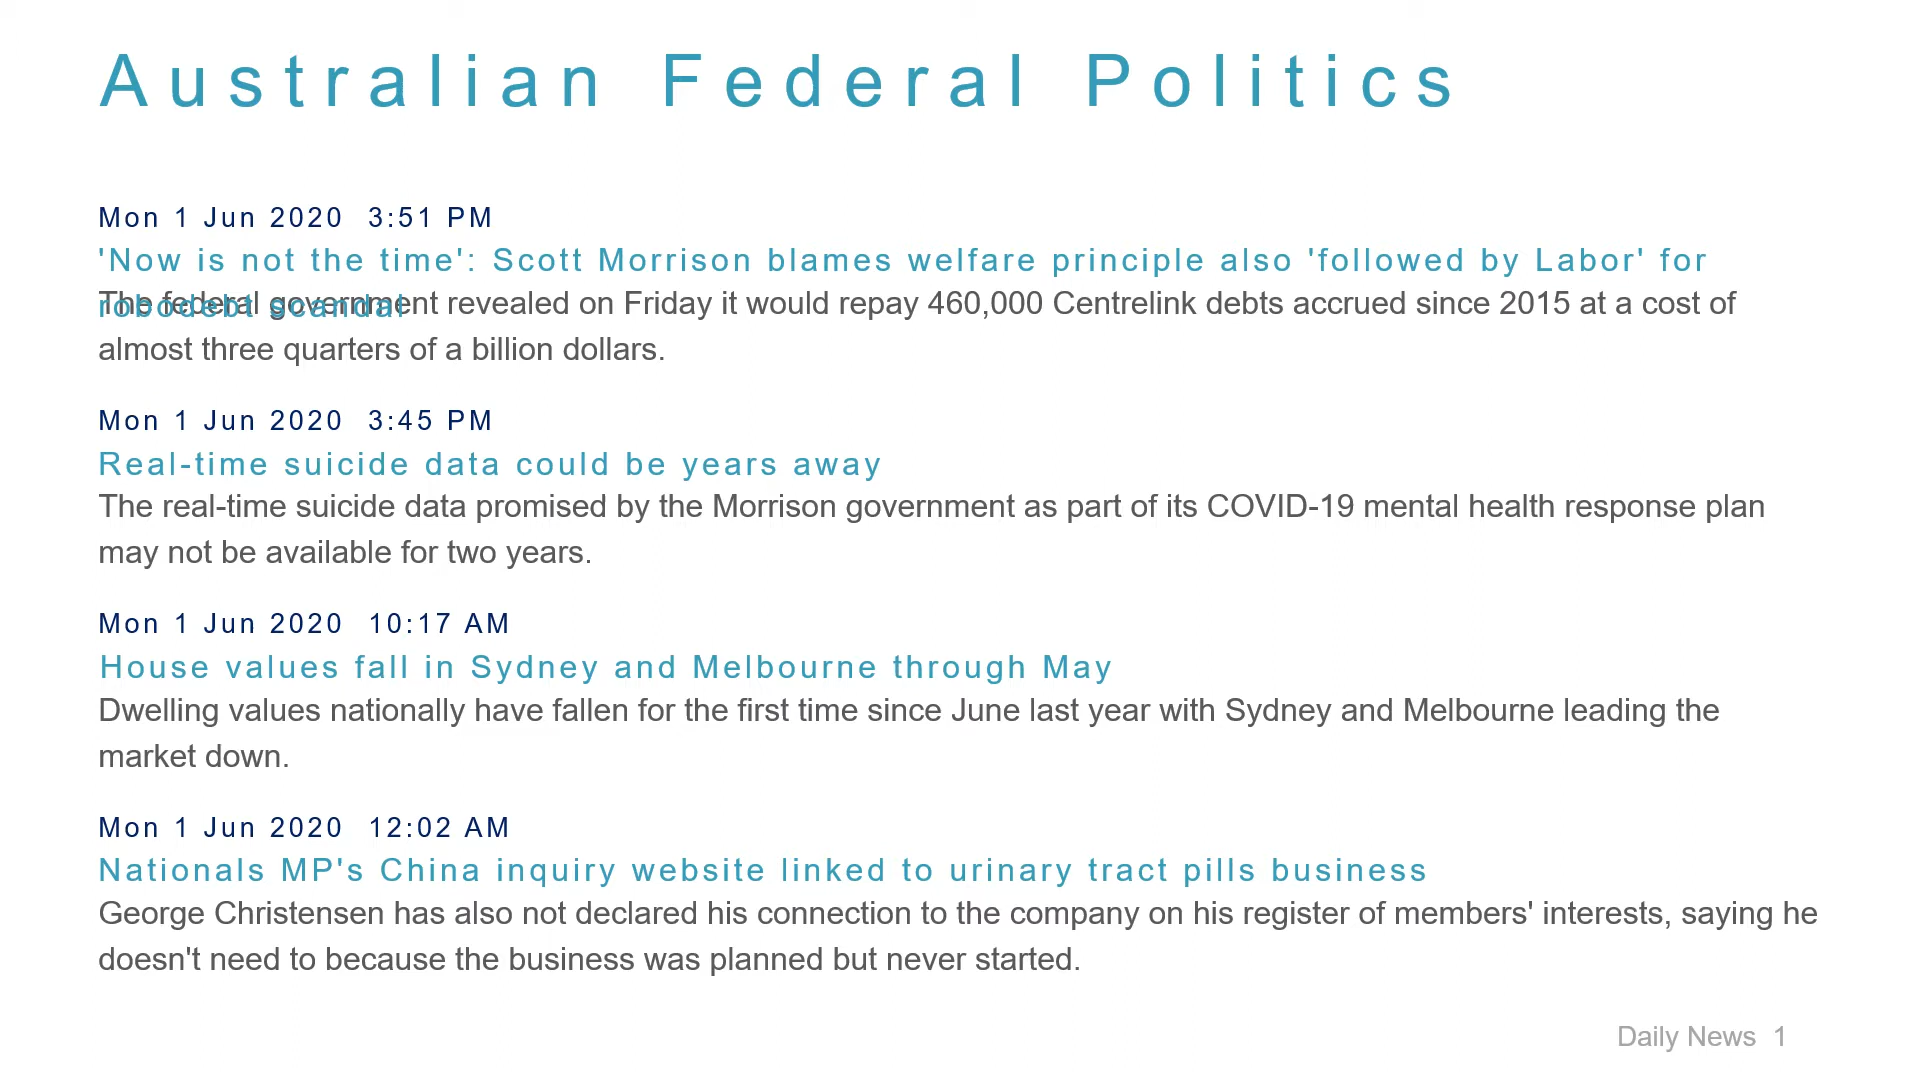 Australian Federal Politics
Mon 1 Jun 2020 3:51 PM
'Now is not the time': Scott Morrison blames welfare principle also 'followed by Labor' for
robodebt scandal
The federal government revealed on Friday it would repay 460,000 Centrelink debts accrued since 2015 at a cost of
almost three quarters of a billion dollars.
Mon 1 Jun 2020 3:45 PM
Real-time suicide data could be years away
The real-time suicide data promised by the Morrison government as part of its COVID-19 mental health response plan
may not be available for two years.
Mon 1 Jun 2020 10:17 AM
House values fall in Sydney and Melbourne through May
Dwelling values nationally have fallen for the first time since June last year with Sydney and Melbourne leading the
market down.
Mon 1 Jun 2020 12:02 AM
Nationals MP's China inquiry website linked to urinary tract pills business
George Christensen has also not declared his connection to the company on his register of members' interests, saying he
doesn't need to because the business was planned but never started.
Daily News 1